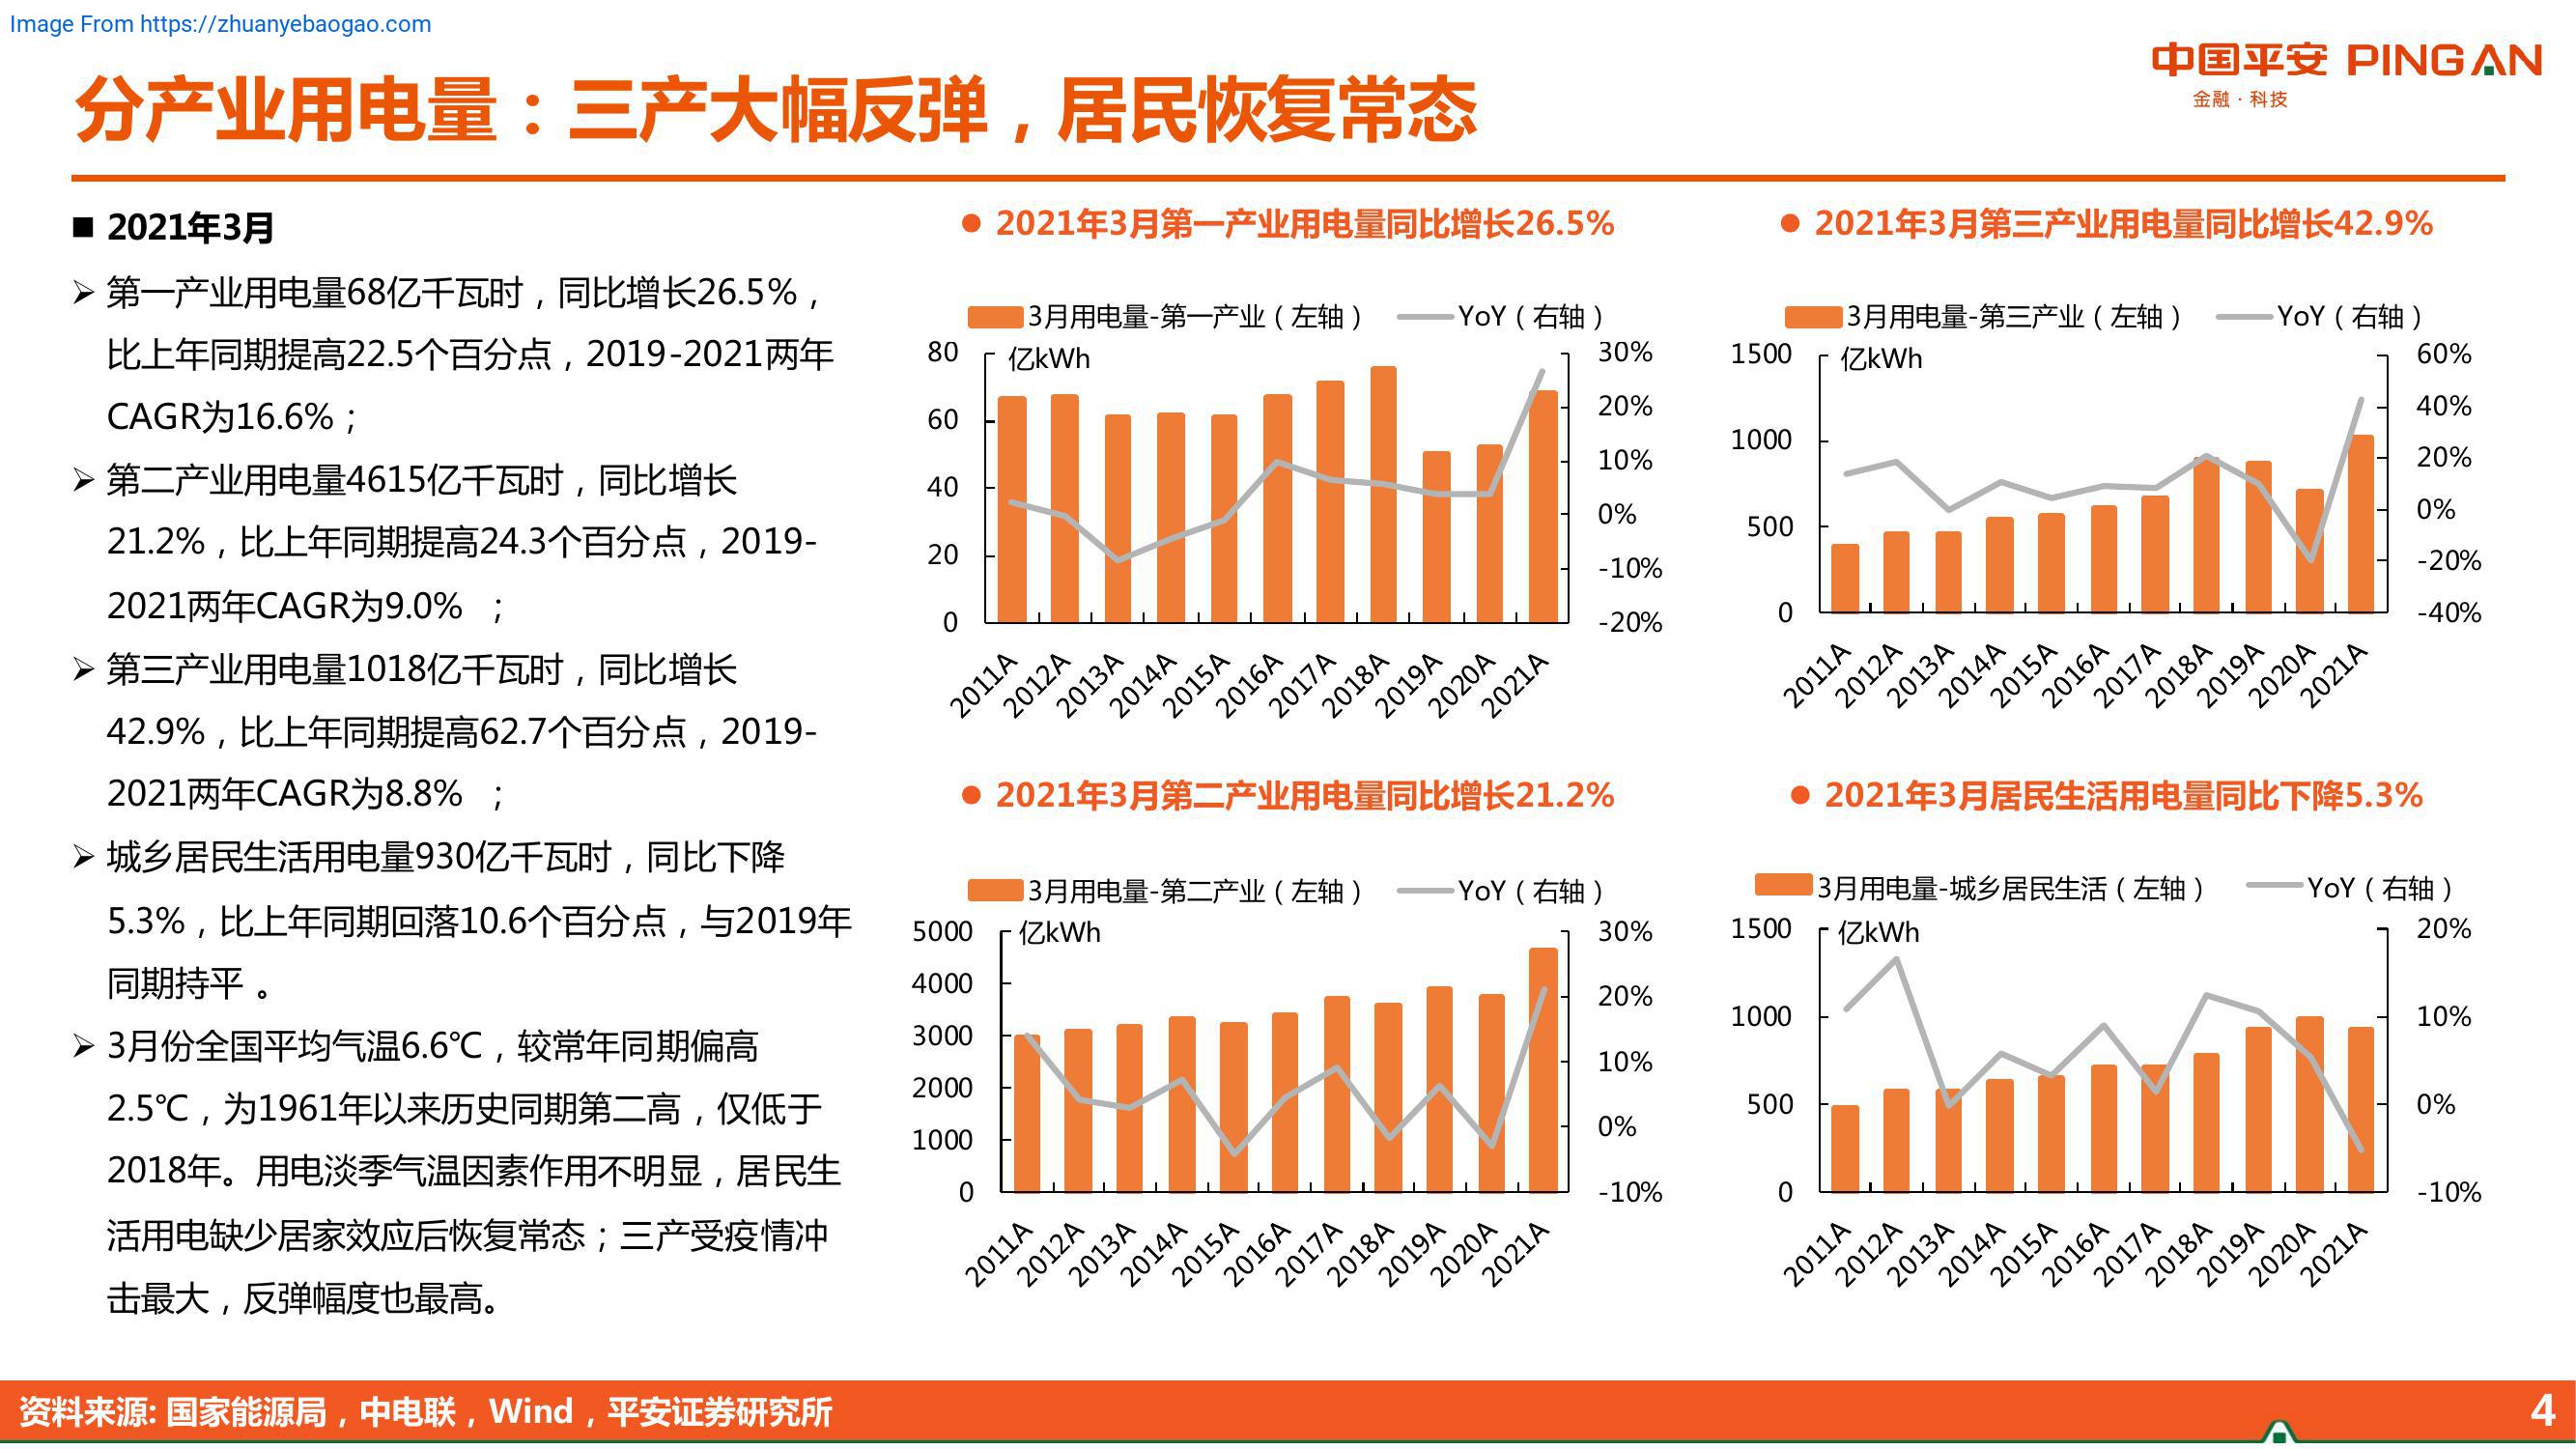 Image From https://zhuanyebaogao.com
中国平安 PINGAN
金融·科技
分产业用电量：三产大幅反弹，居民恢复常态
■ 2021年3月
➢ 第一产业用电量68亿千瓦时，同比增长26.5%，
比上年同期提高22.5个百分点，2019-2021两年
CAGR为16.6%；
➢ 第二产业用电量4615亿千瓦时，同比增长
21.2%，比上年同期提高24.3个百分点，2019-
2021两年CAGR为9.0% ；
➢ 第三产业用电量1018亿千瓦时，同比增长
42.9%，比上年同期提高62.7个百分点，2019-
2021两年CAGR为8.8% ；
➢ 城乡居民生活用电量930亿千瓦时，同比下降
5.3%，比上年同期回落10.6个百分点，与2019年
同期持平 。
➢ 3月份全国平均气温6.6℃，较常年同期偏高
2.5℃，为1961年以来历史同期第二高，仅低于
2018年。用电淡季气温因素作用不明显，居民生
活用电缺少居家效应后恢复常态；三产受疫情冲
击最大，反弹幅度也最高。
● 2021年3月第一产业用电量同比增长26.5%
3月用电量-第一产业（左轴） YoY（右轴）
亿kWh
80
60
40
20
0
30%
20%
10%
0%
-10%
-20%
2011A 2012A 2013A 2014A 2015A 2016A 2017A 2018A 2019A 2020A 2021A
● 2021年3月第三产业用电量同比增长42.9%
3月用电量-第三产业（左轴） YoY（右轴）
亿kWh
1500
1000
500
0
60%
40%
20%
0%
-20%
-40%
2011A 2012A 2013A 2014A 2015A 2016A 2017A 2018A 2019A 2020A 2021A
● 2021年3月第二产业用电量同比增长21.2%
3月用电量-第二产业（左轴） YoY（右轴）
亿kWh
5000
4000
3000
2000
1000
0
30%
20%
10%
0%
-10%
2011A 2012A 2013A 2014A 2015A 2016A 2017A 2018A 2019A 2020A 2021A
● 2021年3月居民生活用电量同比下降5.3%
3月用电量-城乡居民生活（左轴） YoY（右轴）
亿kWh
1500
1000
500
0
20%
10%
0%
-10%
2011A 2012A 2013A 2014A 2015A 2016A 2017A 2018A 2019A 2020A 2021A
资料来源: 国家能源局，中电联，Wind，平安证券研究所
4